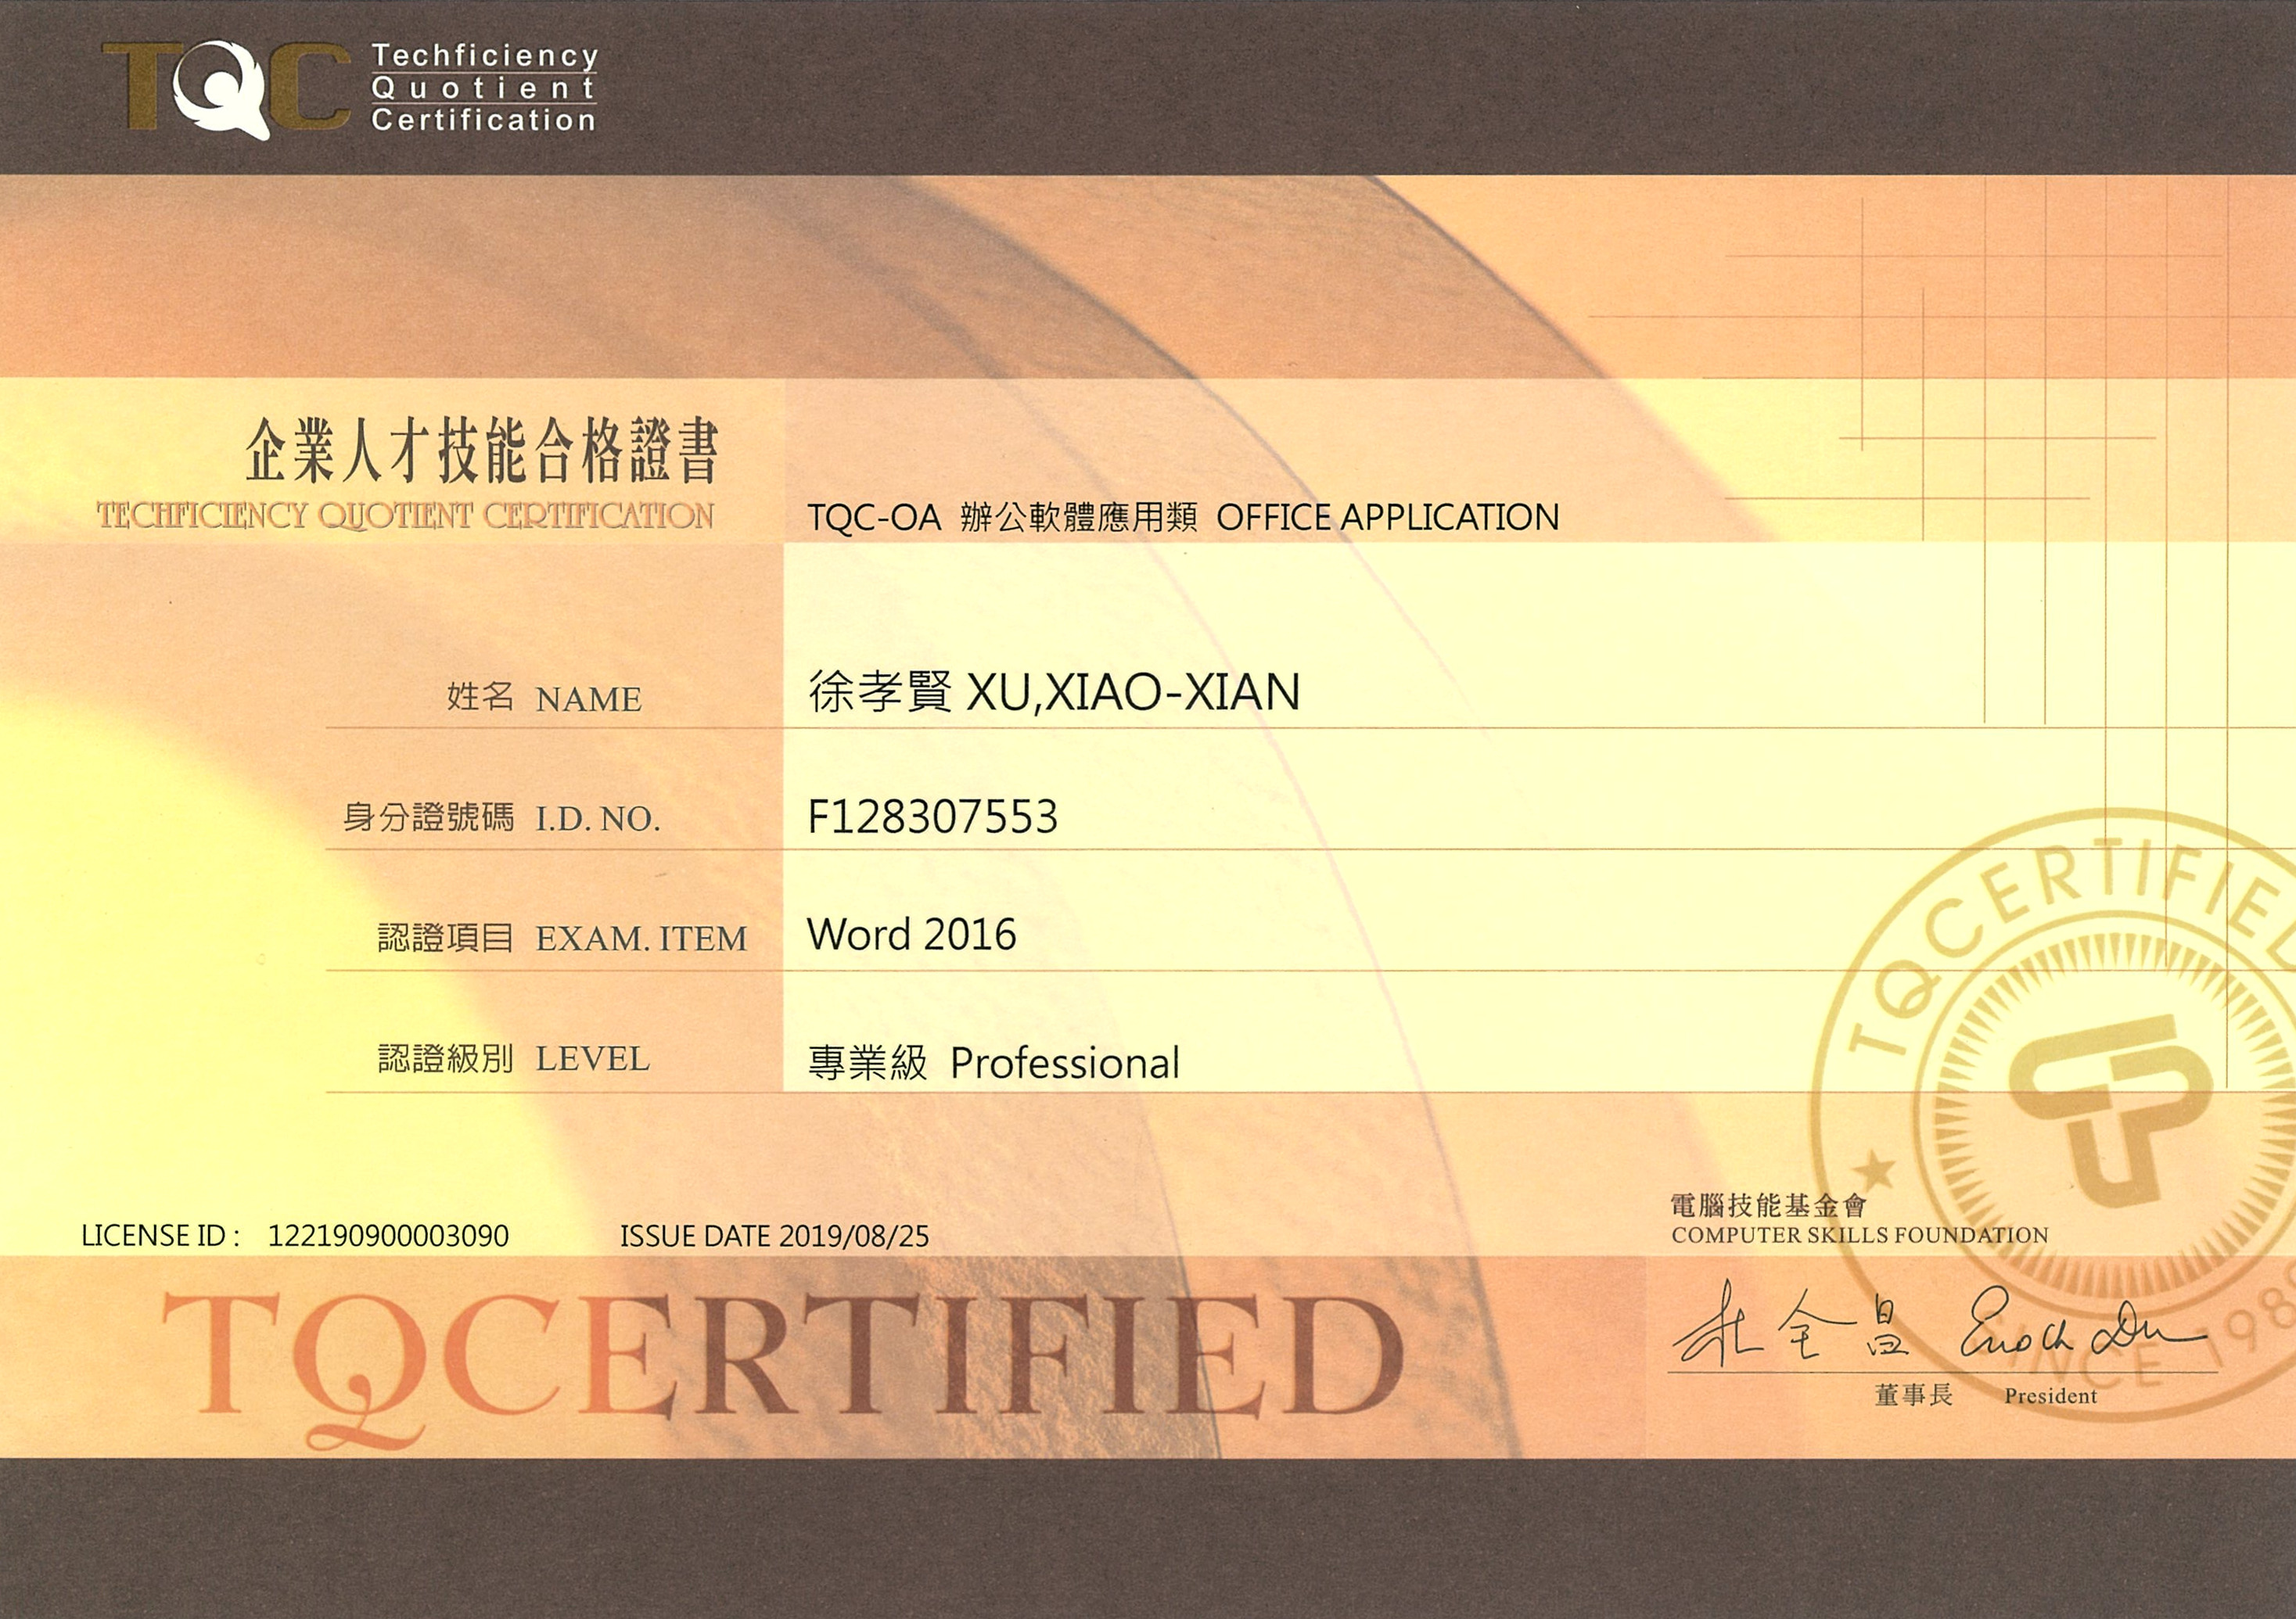 TQC Techficiency
Quotient
Certification
企業人才技能合格證書
TECHFICIENCY QUOTIENT CERTIFICATION
TQC-OA 辦公軟體應用類 OFFICE APPLICATION
姓名 NAME 徐孝賢 XU,XIAO-XIAN
身分證號碼 I.D. NO. F128307553
認證項目 EXAM. ITEM Word 2016
認證級別 LEVEL 專業級 Professional
TQCERTIFIED
LICENSE ID : 122190900003090 ISSUE DATE 2019/08/25
電腦技能基金會
COMPUTER SKILLS FOUNDATION
TQCERTIFIED
杜全昌 Enoch Du
SINCE 198
董事長 President